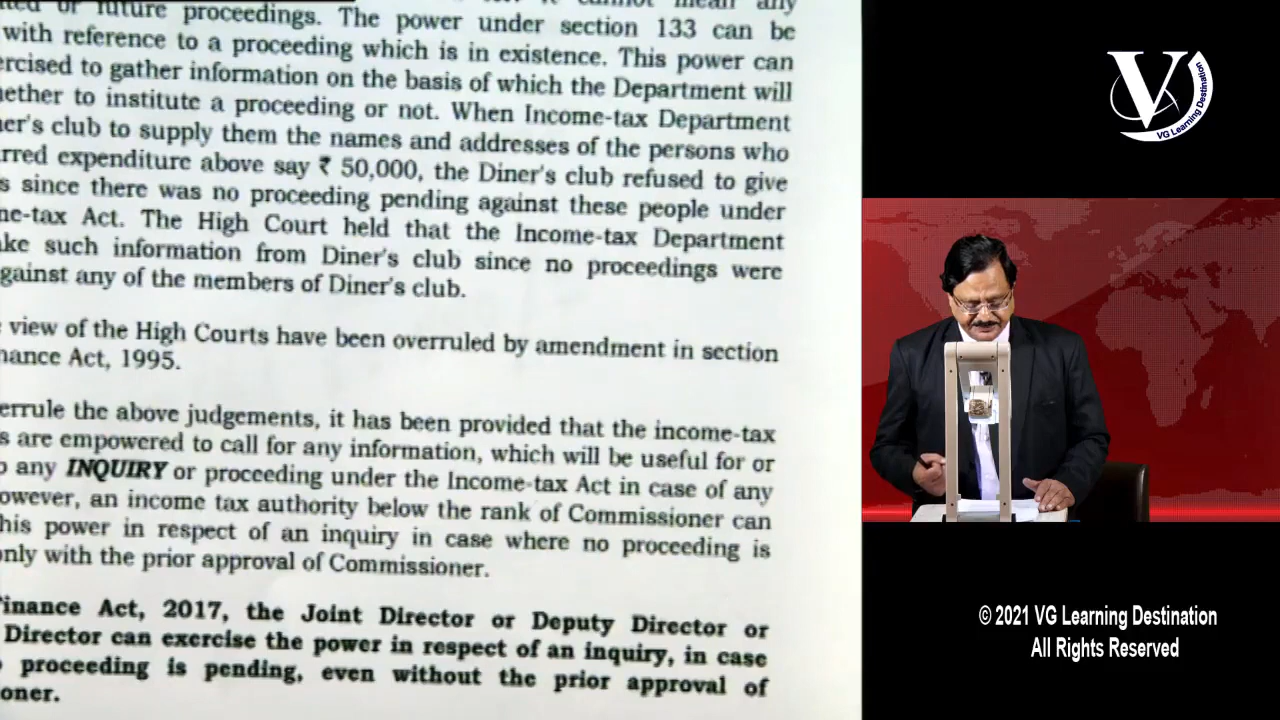 or future proceedings. The power under section 133 can be
with reference to a proceeding which is in existence. This power can
ercised to gather information on the basis of which the Department will
hether to institute a proceeding or not. When Income-tax Department
ner's club to supply them the names and addresses of the persons who
rred expenditure above say ₹ 50,000, the Diner's club refused to give
s since there was no proceeding pending against these people under
ne-tax Act. The High Court held that the Income-tax Department
ake such information from Diner's club since no proceedings were
gainst any of the members of Diner's club.
view of the High Courts have been overruled by amendment in section
nance Act, 1995.
errule the above judgements, it has been provided that the income-tax
s are empowered to call for any information, which will be useful for or
o any INQUIRY or proceeding under the Income-tax Act in case of any
owever, an income tax authority below the rank of Commissioner can
his power in respect of an inquiry in case where no proceeding is
only with the prior approval of Commissioner.
inance Act, 2017, the Joint Director or Deputy Director or
Director can exercise the power in respect of an inquiry, in case
proceeding is pending, even without the prior approval of
oner.
V
VG Learning Destination
© 2021 VG Learning Destination
All Rights Reserved